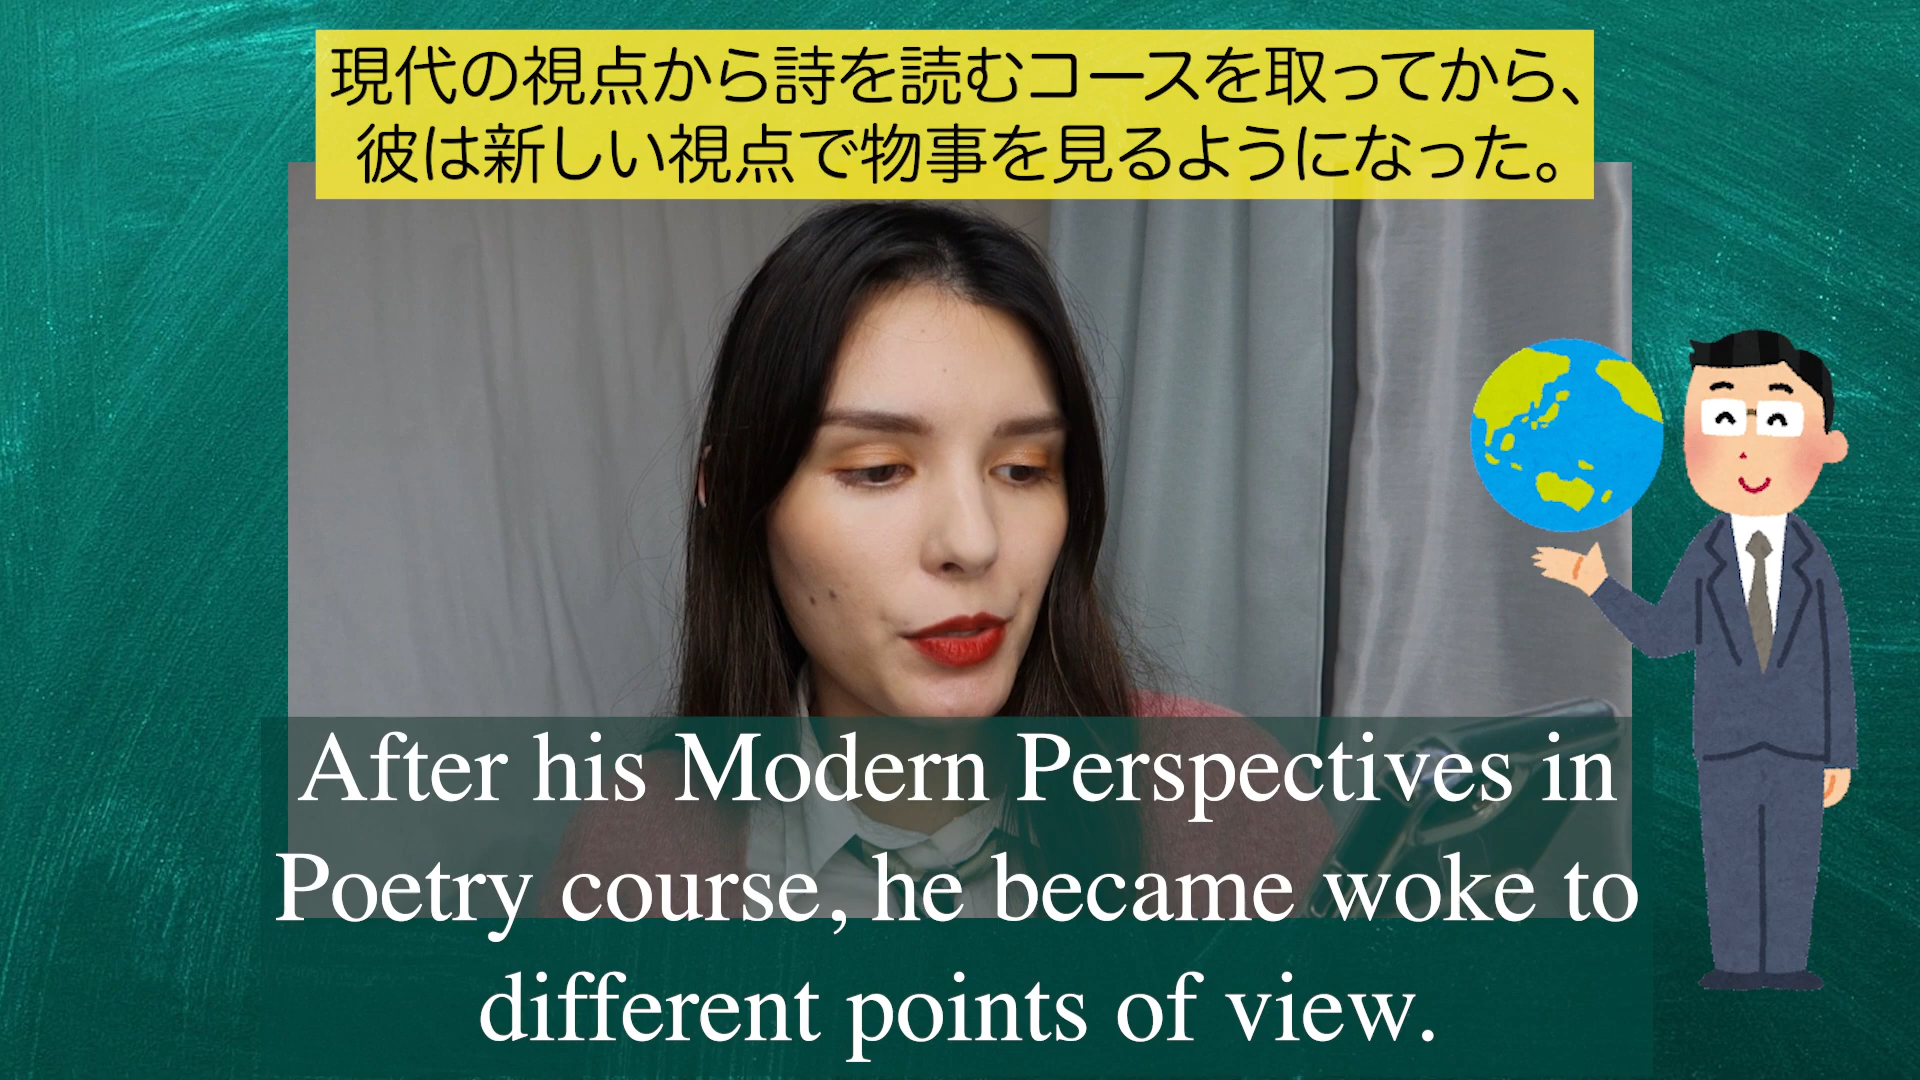 現代の視点から詩を読むコースを取ってから、
彼は新しい視点で物事を見るようになった。
After his Modern Perspectives in
Poetry course, he became woke to
different points of view.